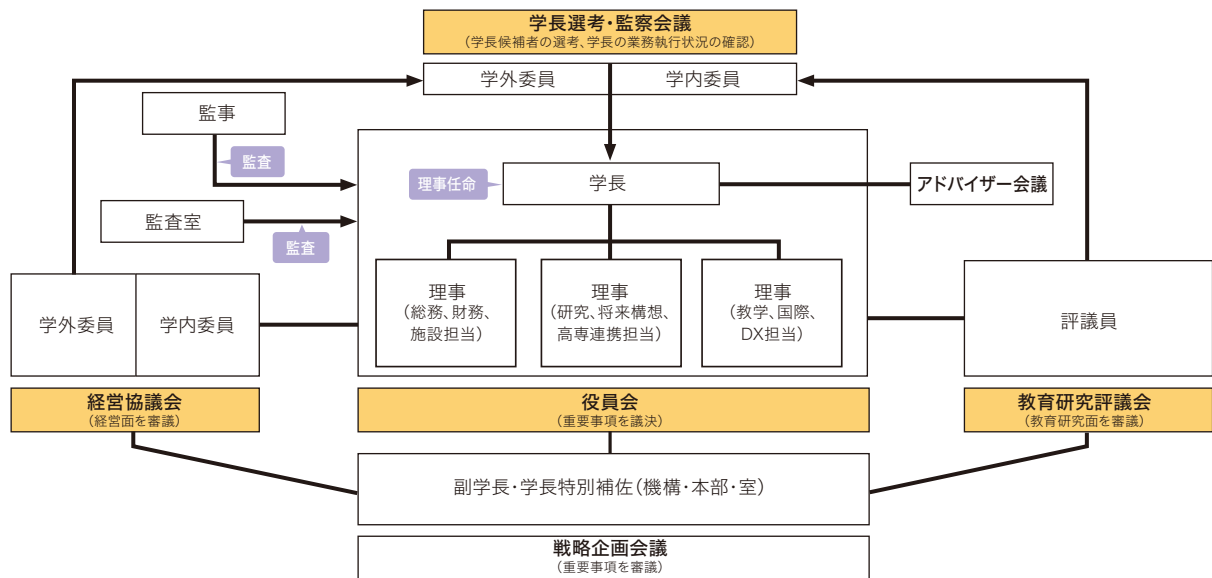 学長選考・監察会議
（学長候補者の選考、学長の業務執行状況の確認）
学外委員
学内委員
監事
監査
理事任命
学長
アドバイザー会議
監査室
監査
理事
（総務、財務、
施設担当）
理事
（研究、将来構想、
高専連携担当）
理事
（教学、国際、
DX担当）
学外委員
学内委員
評議員
経営協議会
（経営面を審議）
役員会
（重要事項を議決）
教育研究評議会
（教育研究面を審議）
副学長・学長特別補佐（機構・本部・室）
戦略企画会議
（重要事項を審議）